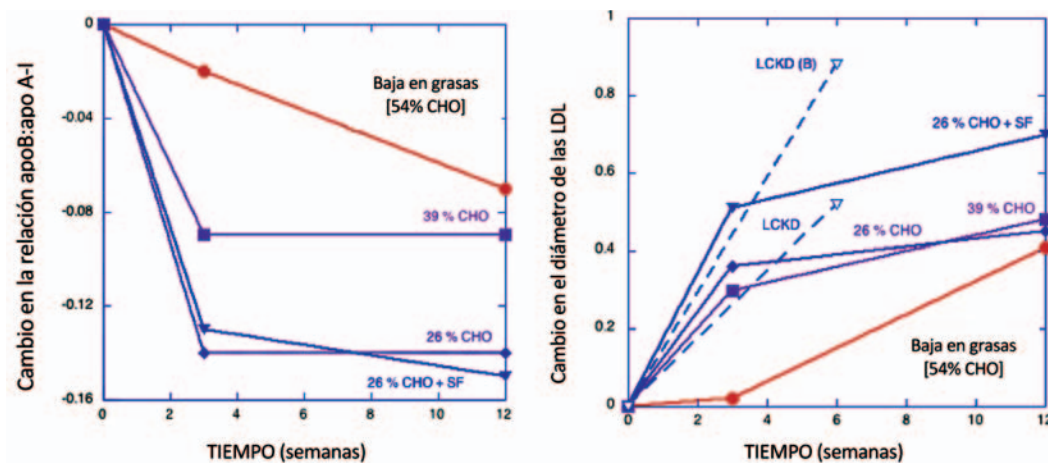 Cambio en la relación apoB:apo A-I
0
-0.04
-0.08
-0.12
-0.16
Baja en grasas
[54% CHO]
39 % CHO
26 % CHO
26 % CHO + SF
0 2 4 6 8 10 12
TIEMPO (semanas)
Cambio en el diámetro de las LDL
1
0.8
0.6
0.4
0.2
0
LCKD (B)
26 % CHO + SF
LCKD
39 % CHO
26 % CHO
Baja en grasas
[54% CHO]
0 2 4 6 8 10 12
TIEMPO (semanas)